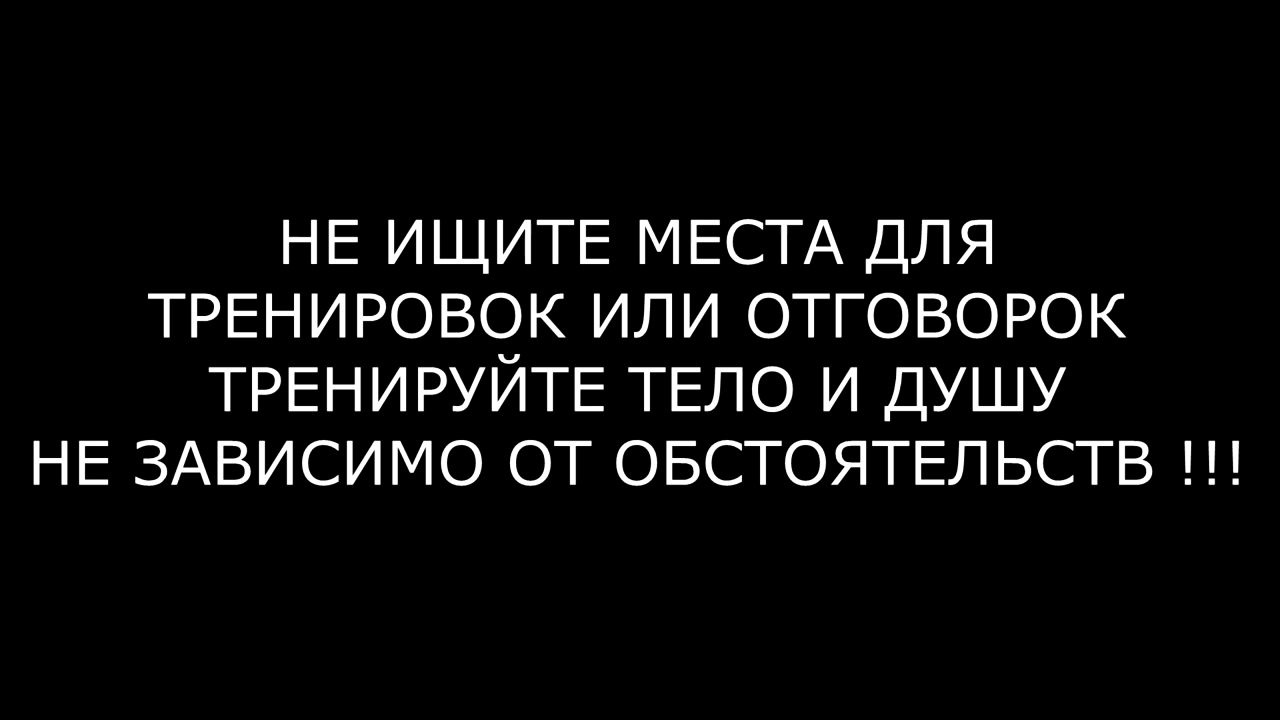 НЕ ИЩИТЕ МЕСТА ДЛЯ
ТРЕНИРОВОК ИЛИ ОТГОВОРОК
ТРЕНИРУЙТЕ ТЕЛО И ДУШУ
НЕ ЗАВИСИМО ОТ ОБСТОЯТЕЛЬСТВ !!!